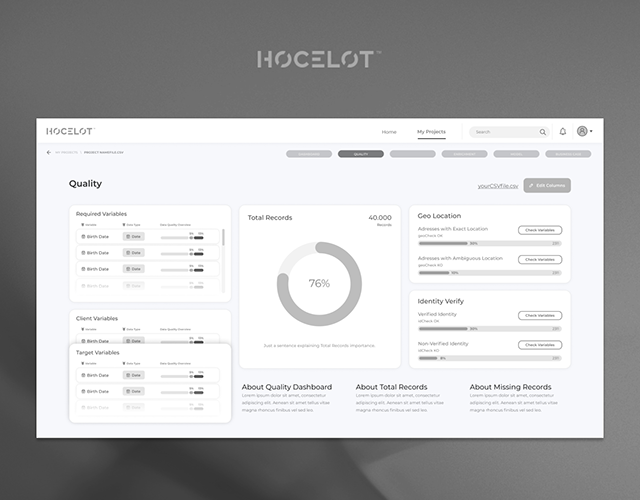 HOCELOT™
HOCELOT
Home
My Projects
Search
MY PROJECTS / PROJECT NAMEFILE.CSV
QUALITY
Quality
yourCSVFile.csv
Edit Columns
Required Variables
Variable
Data Type
Data Quality Overview
Birth Date
Date
Birth Date
Date
Birth Date
Date
Birth Date
Date
Client Variables
Variable
Data Type
Data Quality Overview
Target Variables
Variable
Data Type
Data Quality Overview
Birth Date
Date
Birth Date
Date
Birth Date
Date
Total Records
40.000
Records
76%
Just a sentence explaining Total Records importance.
Geo Location
Adresses with Exact Location
geoCheck OK
Check Variables
Adresses with Ambiguous Location
geoCheck KO
Check Variables
Identity Verify
Verified Identity
idCheck OK
Check Variables
Non-Verified Identity
idCheck KO
Check Variables
About Quality Dashboard
Lorem ipsum dolor sit amet, consectetur
adipiscing elit. Aenean sit amet tellus vitae
magna rhoncus finibus vel sed leo.
About Total Records
Lorem ipsum dolor sit amet, consectetur
adipiscing elit. Aenean sit amet tellus vitae
magna rhoncus finibus vel sed leo.
About Missing Records
Lorem ipsum dolor sit amet, consectetur
adipiscing elit. Aenean sit amet tellus vitae
magna rhoncus finibus vel sed leo.